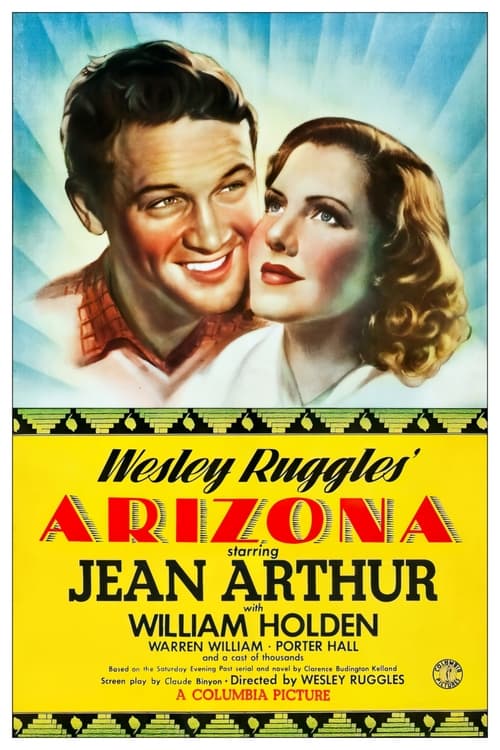 Wesley Ruggles'
ARIZONA
starring
JEAN ARTHUR
with
WILLIAM HOLDEN
WARREN WILLIAM · PORTER HALL
and a cast of thousands
Based on the Saturday Evening Post serial and novel by Clarence Budington Kelland
Screen play by Claude Binyon · Directed by WESLEY RUGGLES
A COLUMBIA PICTURE
COLUMBIA
PICTURES